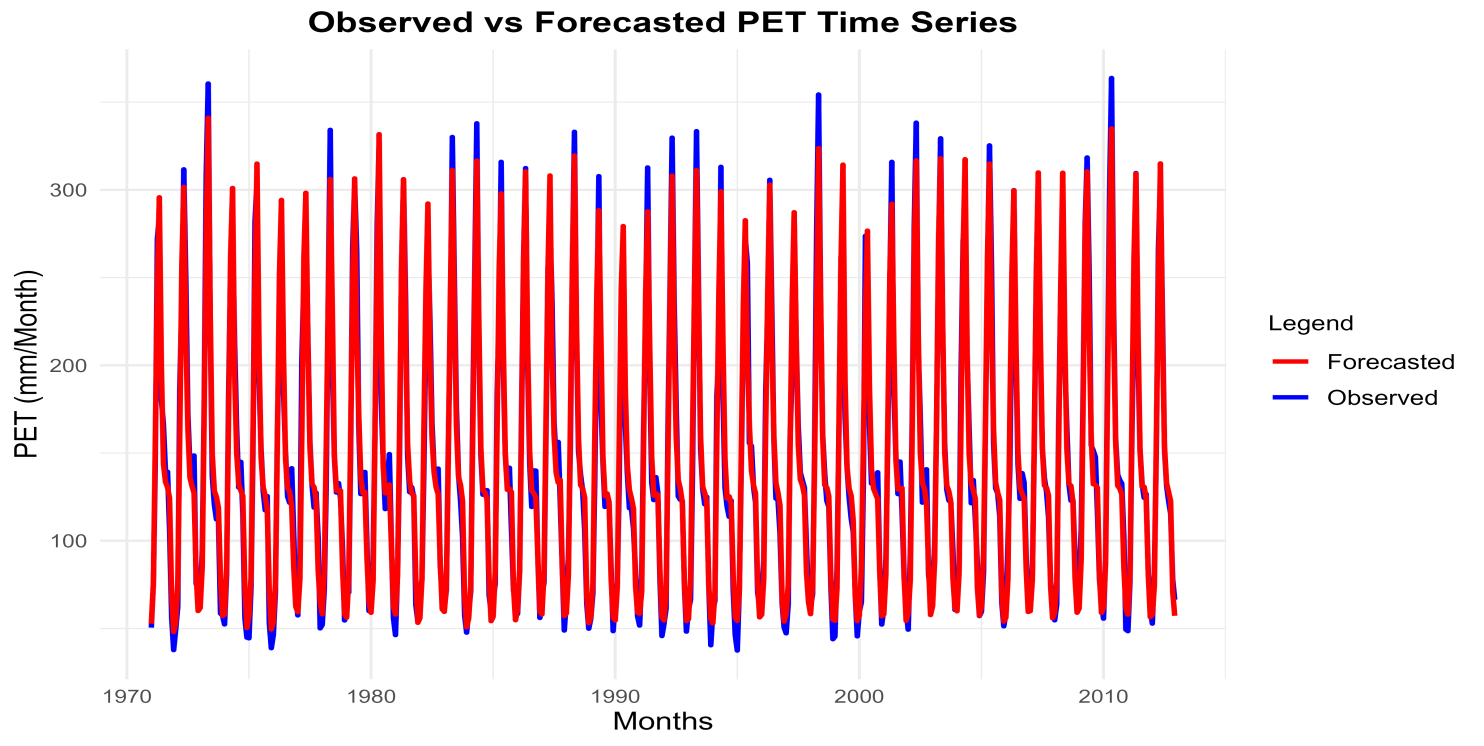 Observed vs Forecasted PET Time Series
PET (mm/Month)
300
200
100
1970
1980
1990
2000
2010
Months
Legend
Forecasted
Observed